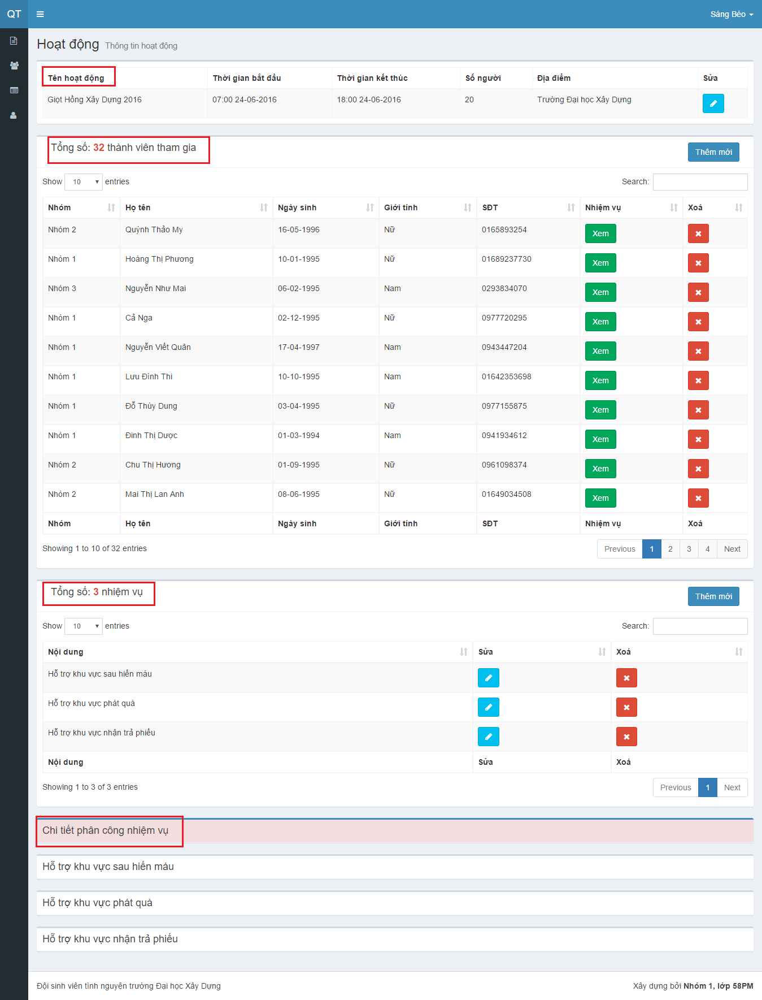 QT
Sáng Béo
Hoạt động Thông tin hoạt động
Tên hoạt động Thời gian bắt đầu Thời gian kết thúc Số người Địa điểm Sửa
Giọt Hồng Xây Dựng 2016 07:00 24-06-2016 18:00 24-06-2016 20 Trường Đại học Xây Dựng
Tổng số: 32 thành viên tham gia Thêm mới
Show 10 entries Search:
Nhóm Họ tên Ngày sinh Giới tính SĐT Nhiệm vụ Xoá
Nhóm 2 Quỳnh Thảo My 16-05-1996 Nữ 0165893254 Xem
Nhóm 1 Hoàng Thị Phương 10-01-1995 Nữ 01689237730 Xem
Nhóm 3 Nguyễn Như Mai 06-02-1995 Nam 0293834070 Xem
Nhóm 1 Cả Nga 02-12-1995 Nữ 0977720295 Xem
Nhóm 1 Nguyễn Viết Quân 17-04-1997 Nam 0943447204 Xem
Nhóm 1 Lưu Đình Thi 10-10-1995 Nam 01642353698 Xem
Nhóm 1 Đỗ Thùy Dung 03-04-1995 Nữ 0977155875 Xem
Nhóm 1 Đinh Thị Dược 01-03-1994 Nam 0941934612 Xem
Nhóm 2 Chu Thị Hương 01-09-1995 Nữ 0961098374 Xem
Nhóm 2 Mai Thị Lan Anh 08-06-1995 Nữ 01649034508 Xem
Nhóm Họ tên Ngày sinh Giới tính SĐT Nhiệm vụ Xoá
Showing 1 to 10 of 32 entries Previous 1 2 3 4 Next
Tổng số: 3 nhiệm vụ Thêm mới
Show 10 entries Search:
Nội dung Sửa Xoá
Hỗ trợ khu vực sau hiến máu
Hỗ trợ khu vực phát quà
Hỗ trợ khu vực nhận trả phiếu
Nội dung Sửa Xoá
Showing 1 to 3 of 3 entries Previous 1 Next
Chi tiết phân công nhiệm vụ
Hỗ trợ khu vực sau hiến máu
Hỗ trợ khu vực phát quà
Hỗ trợ khu vực nhận trả phiếu
Đội sinh viên tình nguyện trường Đại học Xây Dựng Xây dựng bởi Nhóm 1, lớp 58PM